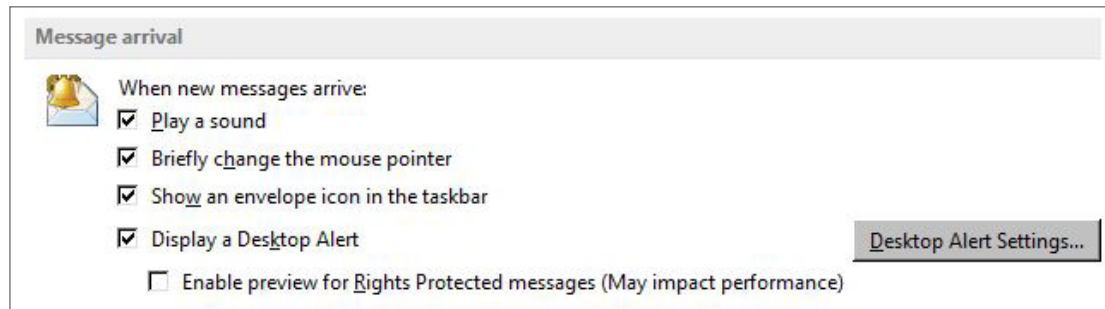 Message arrival
When new messages arrive:
Play a sound
Briefly change the mouse pointer
Show an envelope icon in the taskbar
Display a Desktop Alert
Desktop Alert Settings...
Enable preview for Rights Protected messages (May impact performance)